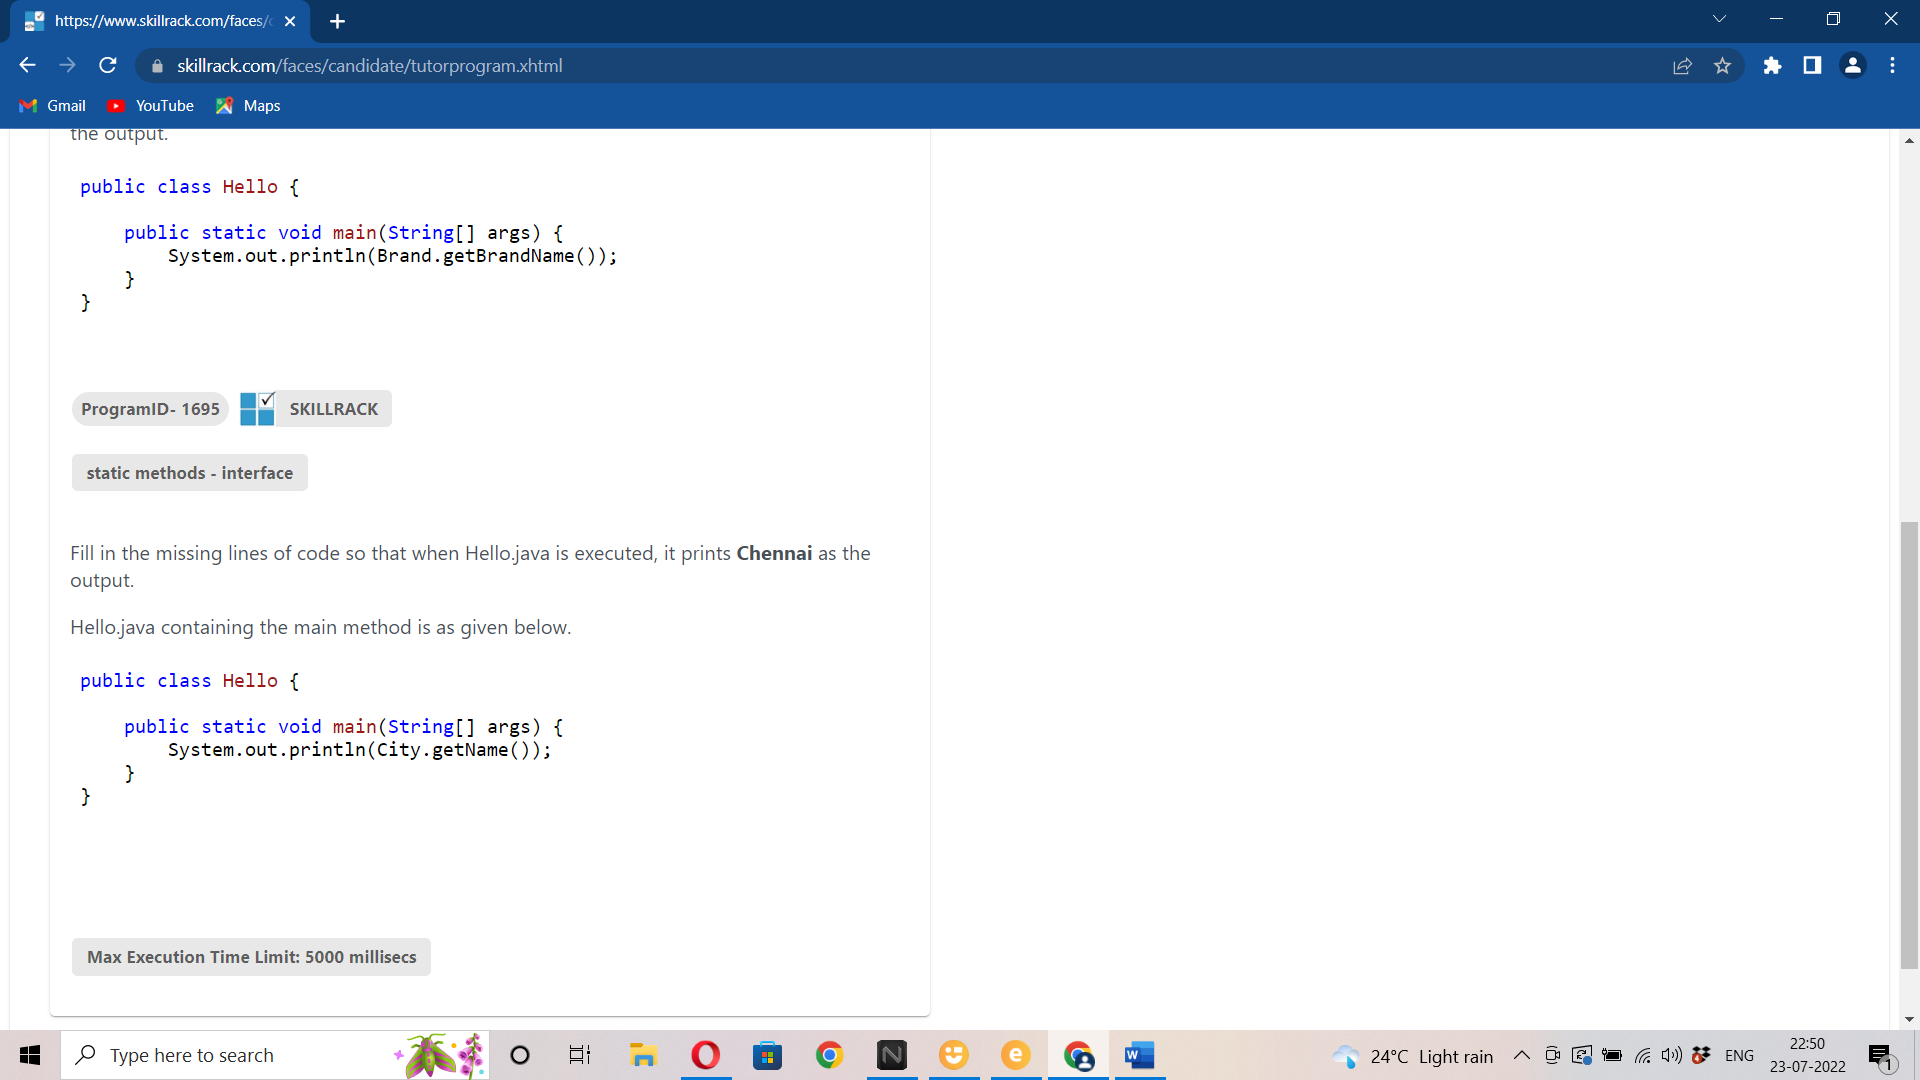 https://www.skillrack.com/faces/c
skillrack.com/faces/candidate/tutorprogram.xhtml
Gmail YouTube Maps
the output.
public class Hello {
public static void main(String[] args) {
System.out.println(Brand.getBrandName());
}
}
ProgramID- 1695 SKILLRACK
static methods - interface
Fill in the missing lines of code so that when Hello.java is executed, it prints Chennai as the
output.
Hello.java containing the main method is as given below.
public class Hello {
public static void main(String[] args) {
System.out.println(City.getName());
}
}
Max Execution Time Limit: 5000 millisecs
Type here to search
24°C Light rain
ENG
22:50
23-07-2022
1